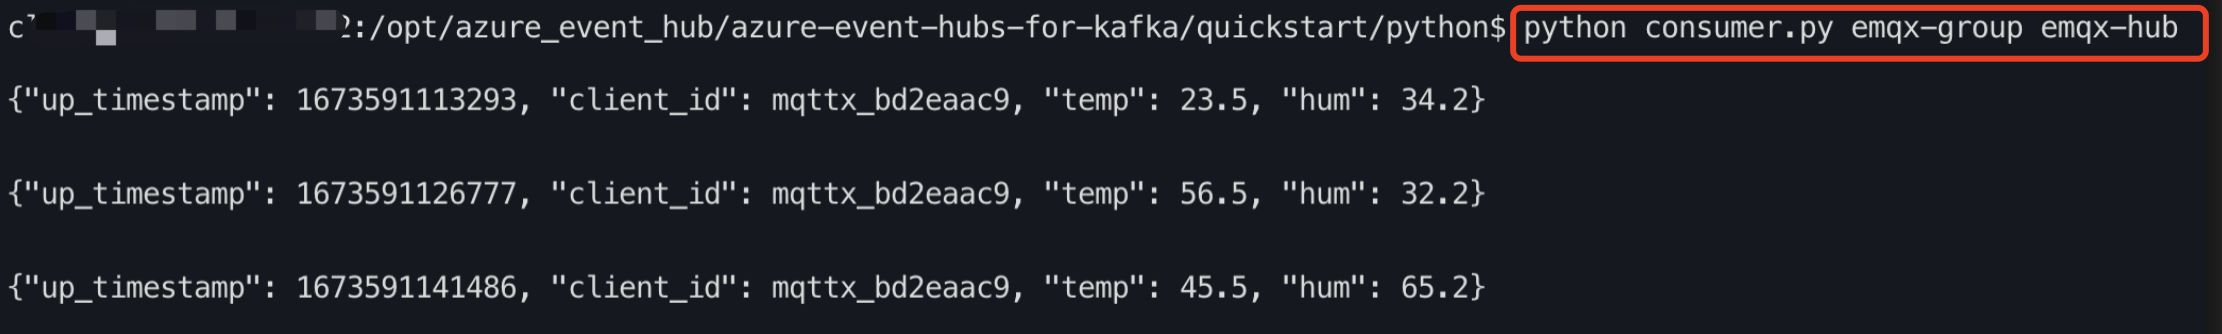 :/opt/azure_event_hub/azure-event-hubs-for-kafka/quickstart/python$ python consumer.py emqx-group emqx-hub
{"up_timestamp": 1673591113293, "client_id": mqttx_bd2eaac9, "temp": 23.5, "hum": 34.2}
{"up_timestamp": 1673591126777, "client_id": mqttx_bd2eaac9, "temp": 56.5, "hum": 32.2}
{"up_timestamp": 1673591141486, "client_id": mqttx_bd2eaac9, "temp": 45.5, "hum": 65.2}